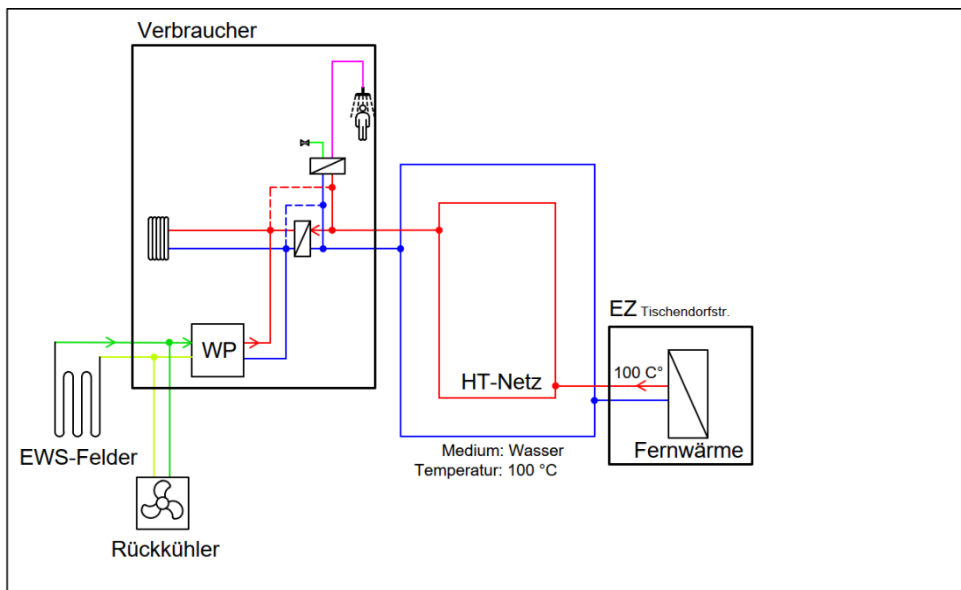 Verbraucher
WP
EWS-Felder
Rückkühler
HT-Netz
Medium: Wasser
Temperatur: 100 °C
EZ Tischendorfstr.
100 C°
Fernwärme